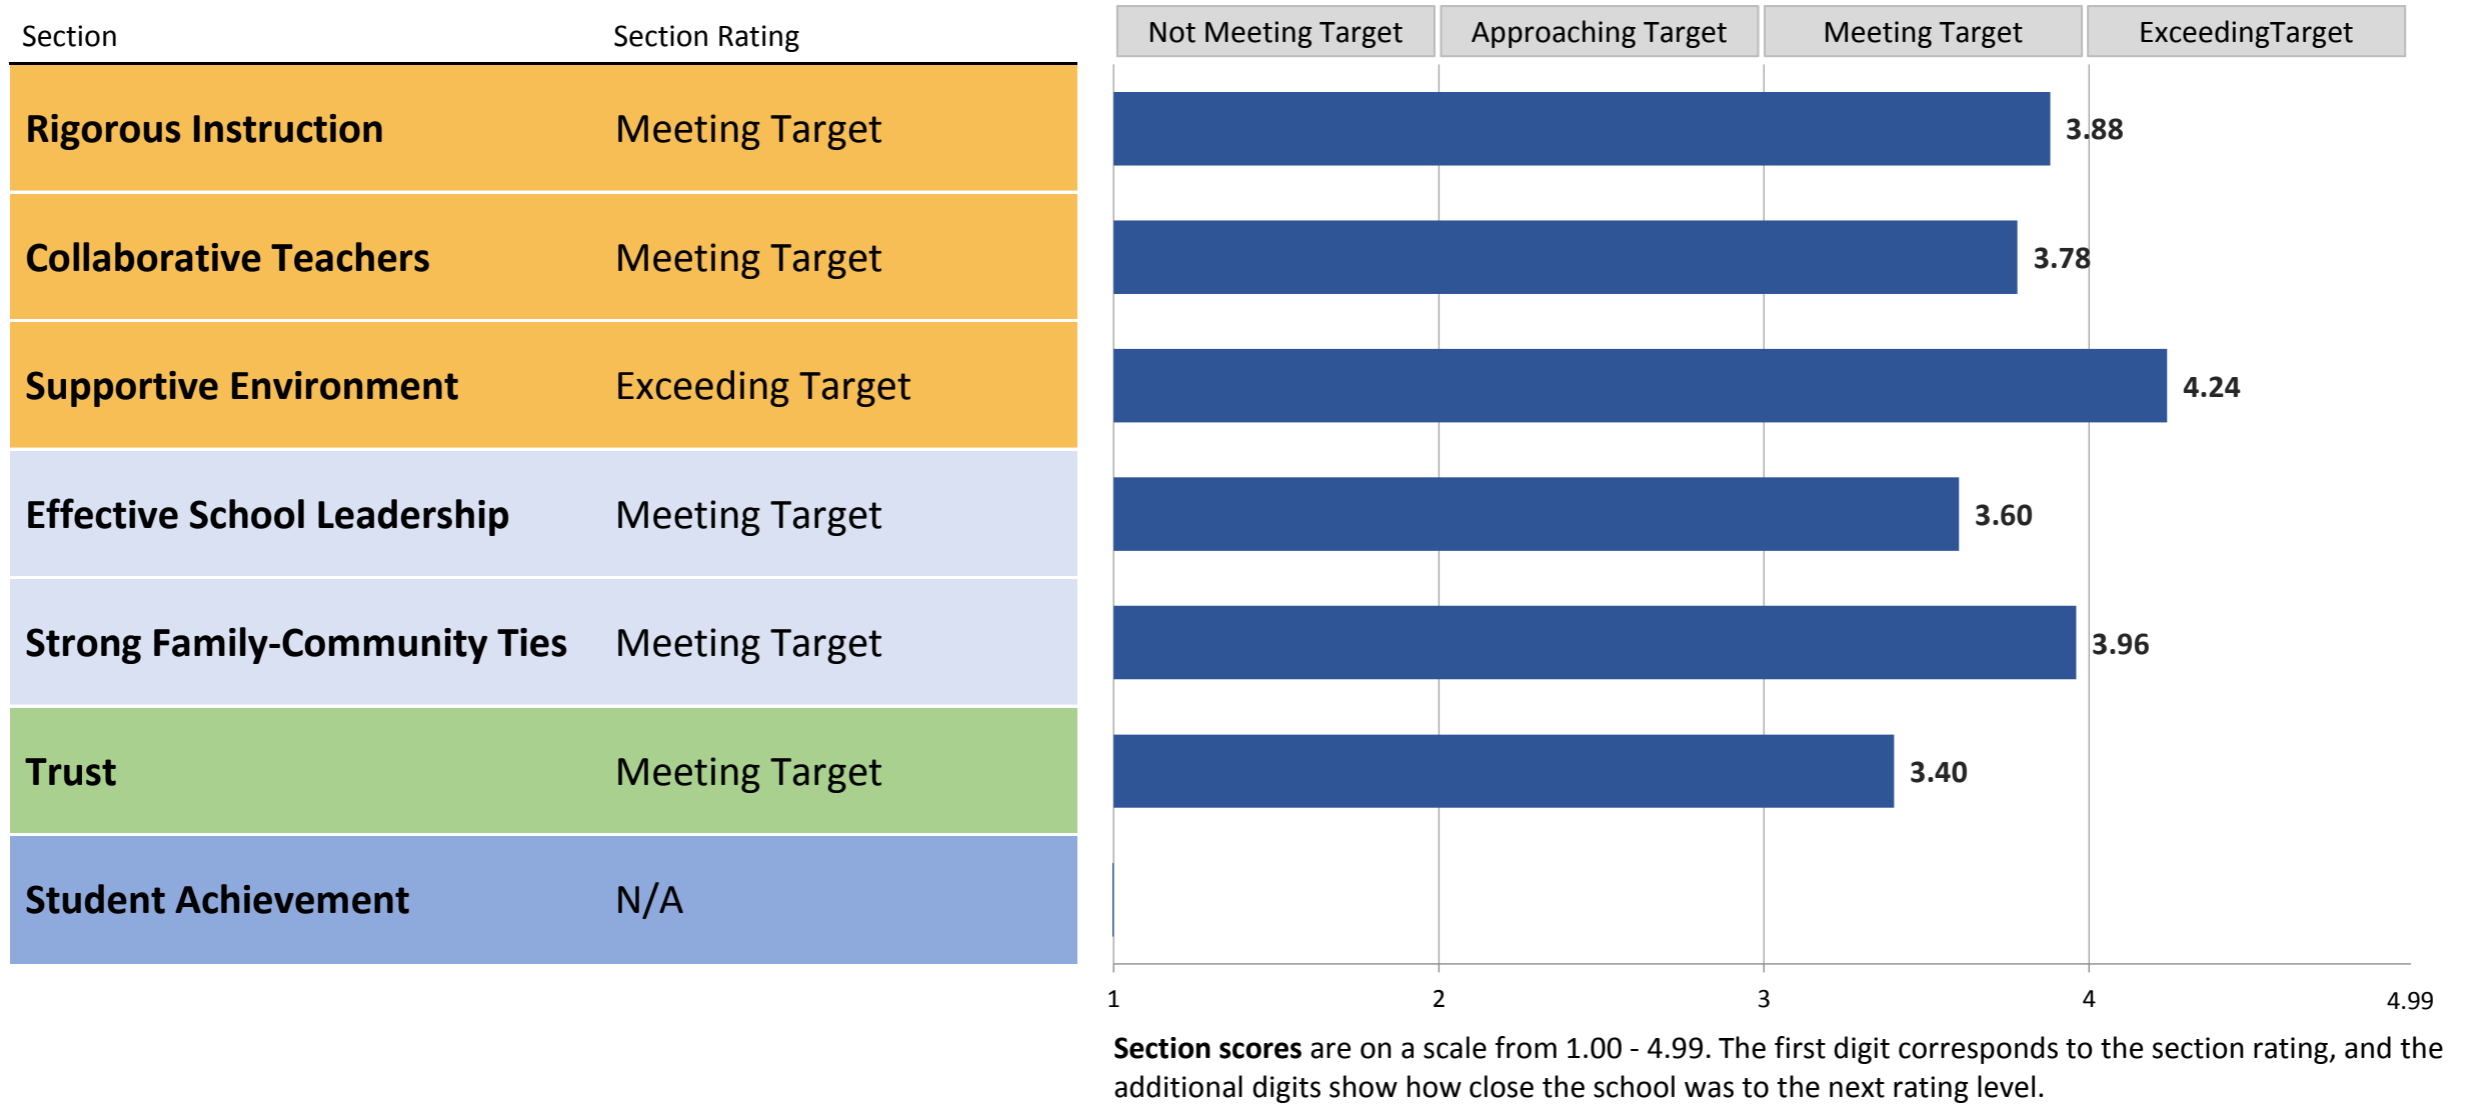 Section Section Rating Not Meeting Target Approaching Target Meeting Target ExceedingTarget
Rigorous Instruction Meeting Target 3.88
Collaborative Teachers Meeting Target 3.78
Supportive Environment Exceeding Target 4.24
Effective School Leadership Meeting Target 3.60
Strong Family-Community Ties Meeting Target 3.96
Trust Meeting Target 3.40
Student Achievement N/A
1 2 3 4 4.99
Section scores are on a scale from 1.00 - 4.99. The first digit corresponds to the section rating, and the
additional digits show how close the school was to the next rating level.